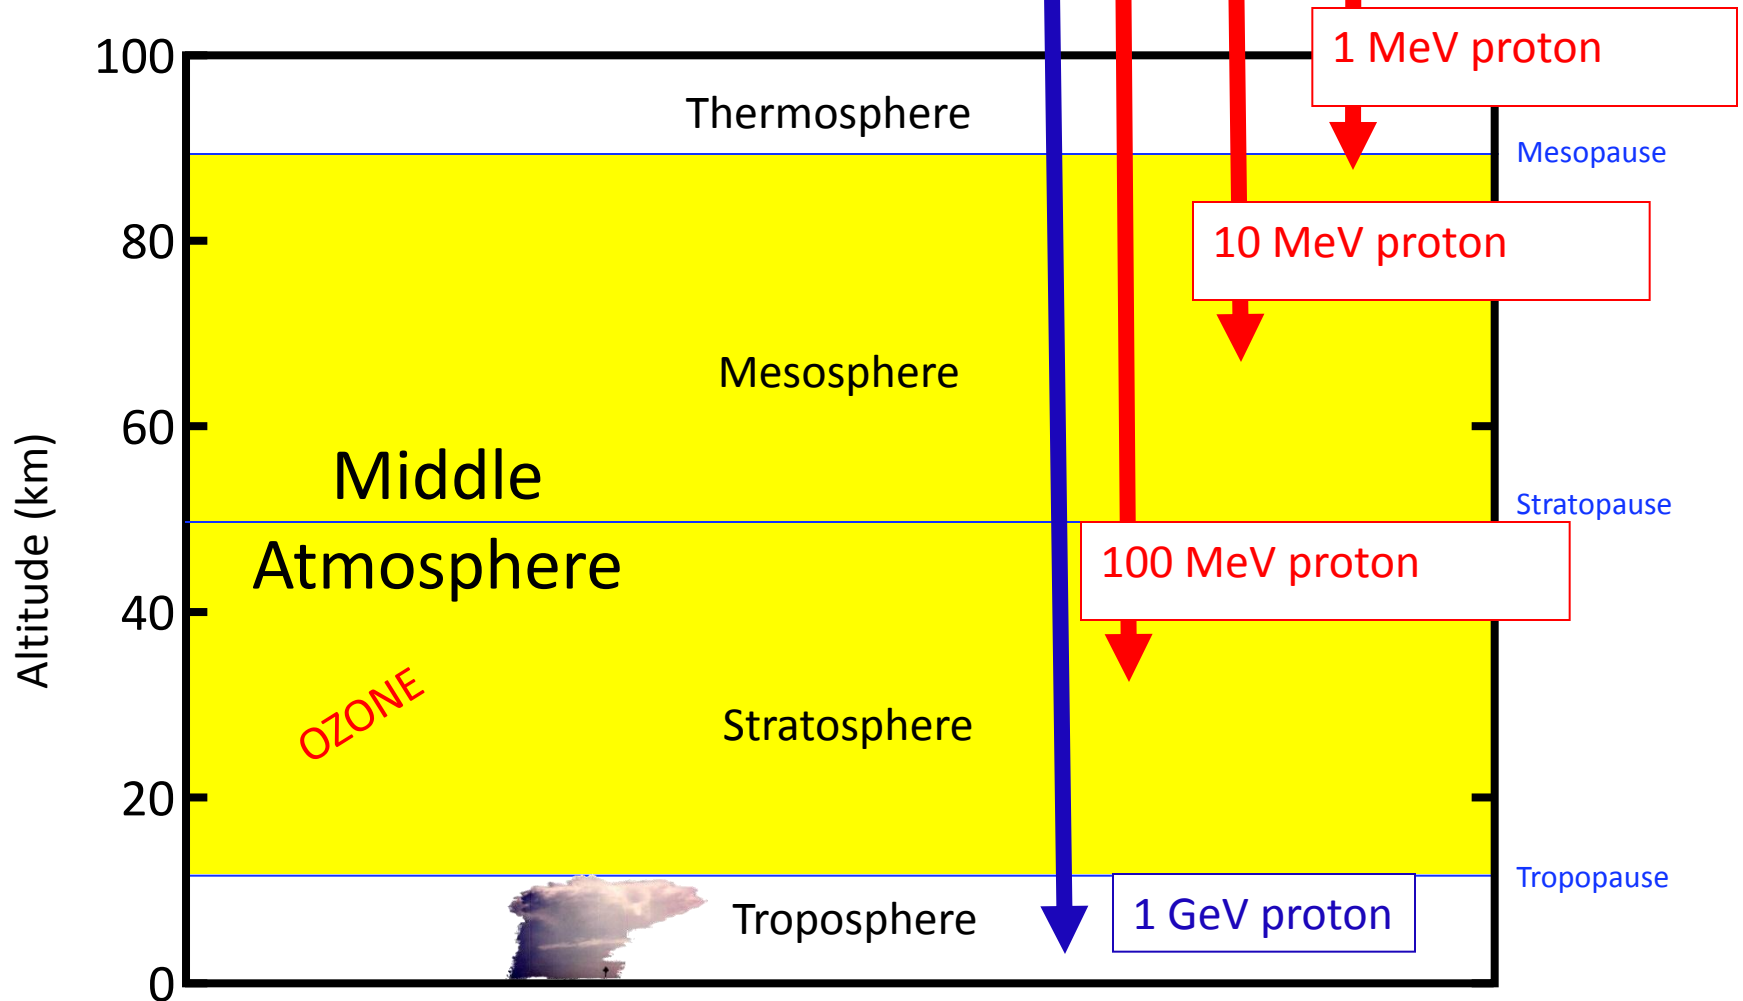 1 MeV proton
100
Thermosphere
Mesopause
80
10 MeV proton
Mesosphere
60
Altitude (km)
Middle
Atmosphere
Stratopause
100 MeV proton
40
OZONE
Stratosphere
20
Tropopause
Troposphere
1 GeV proton
0